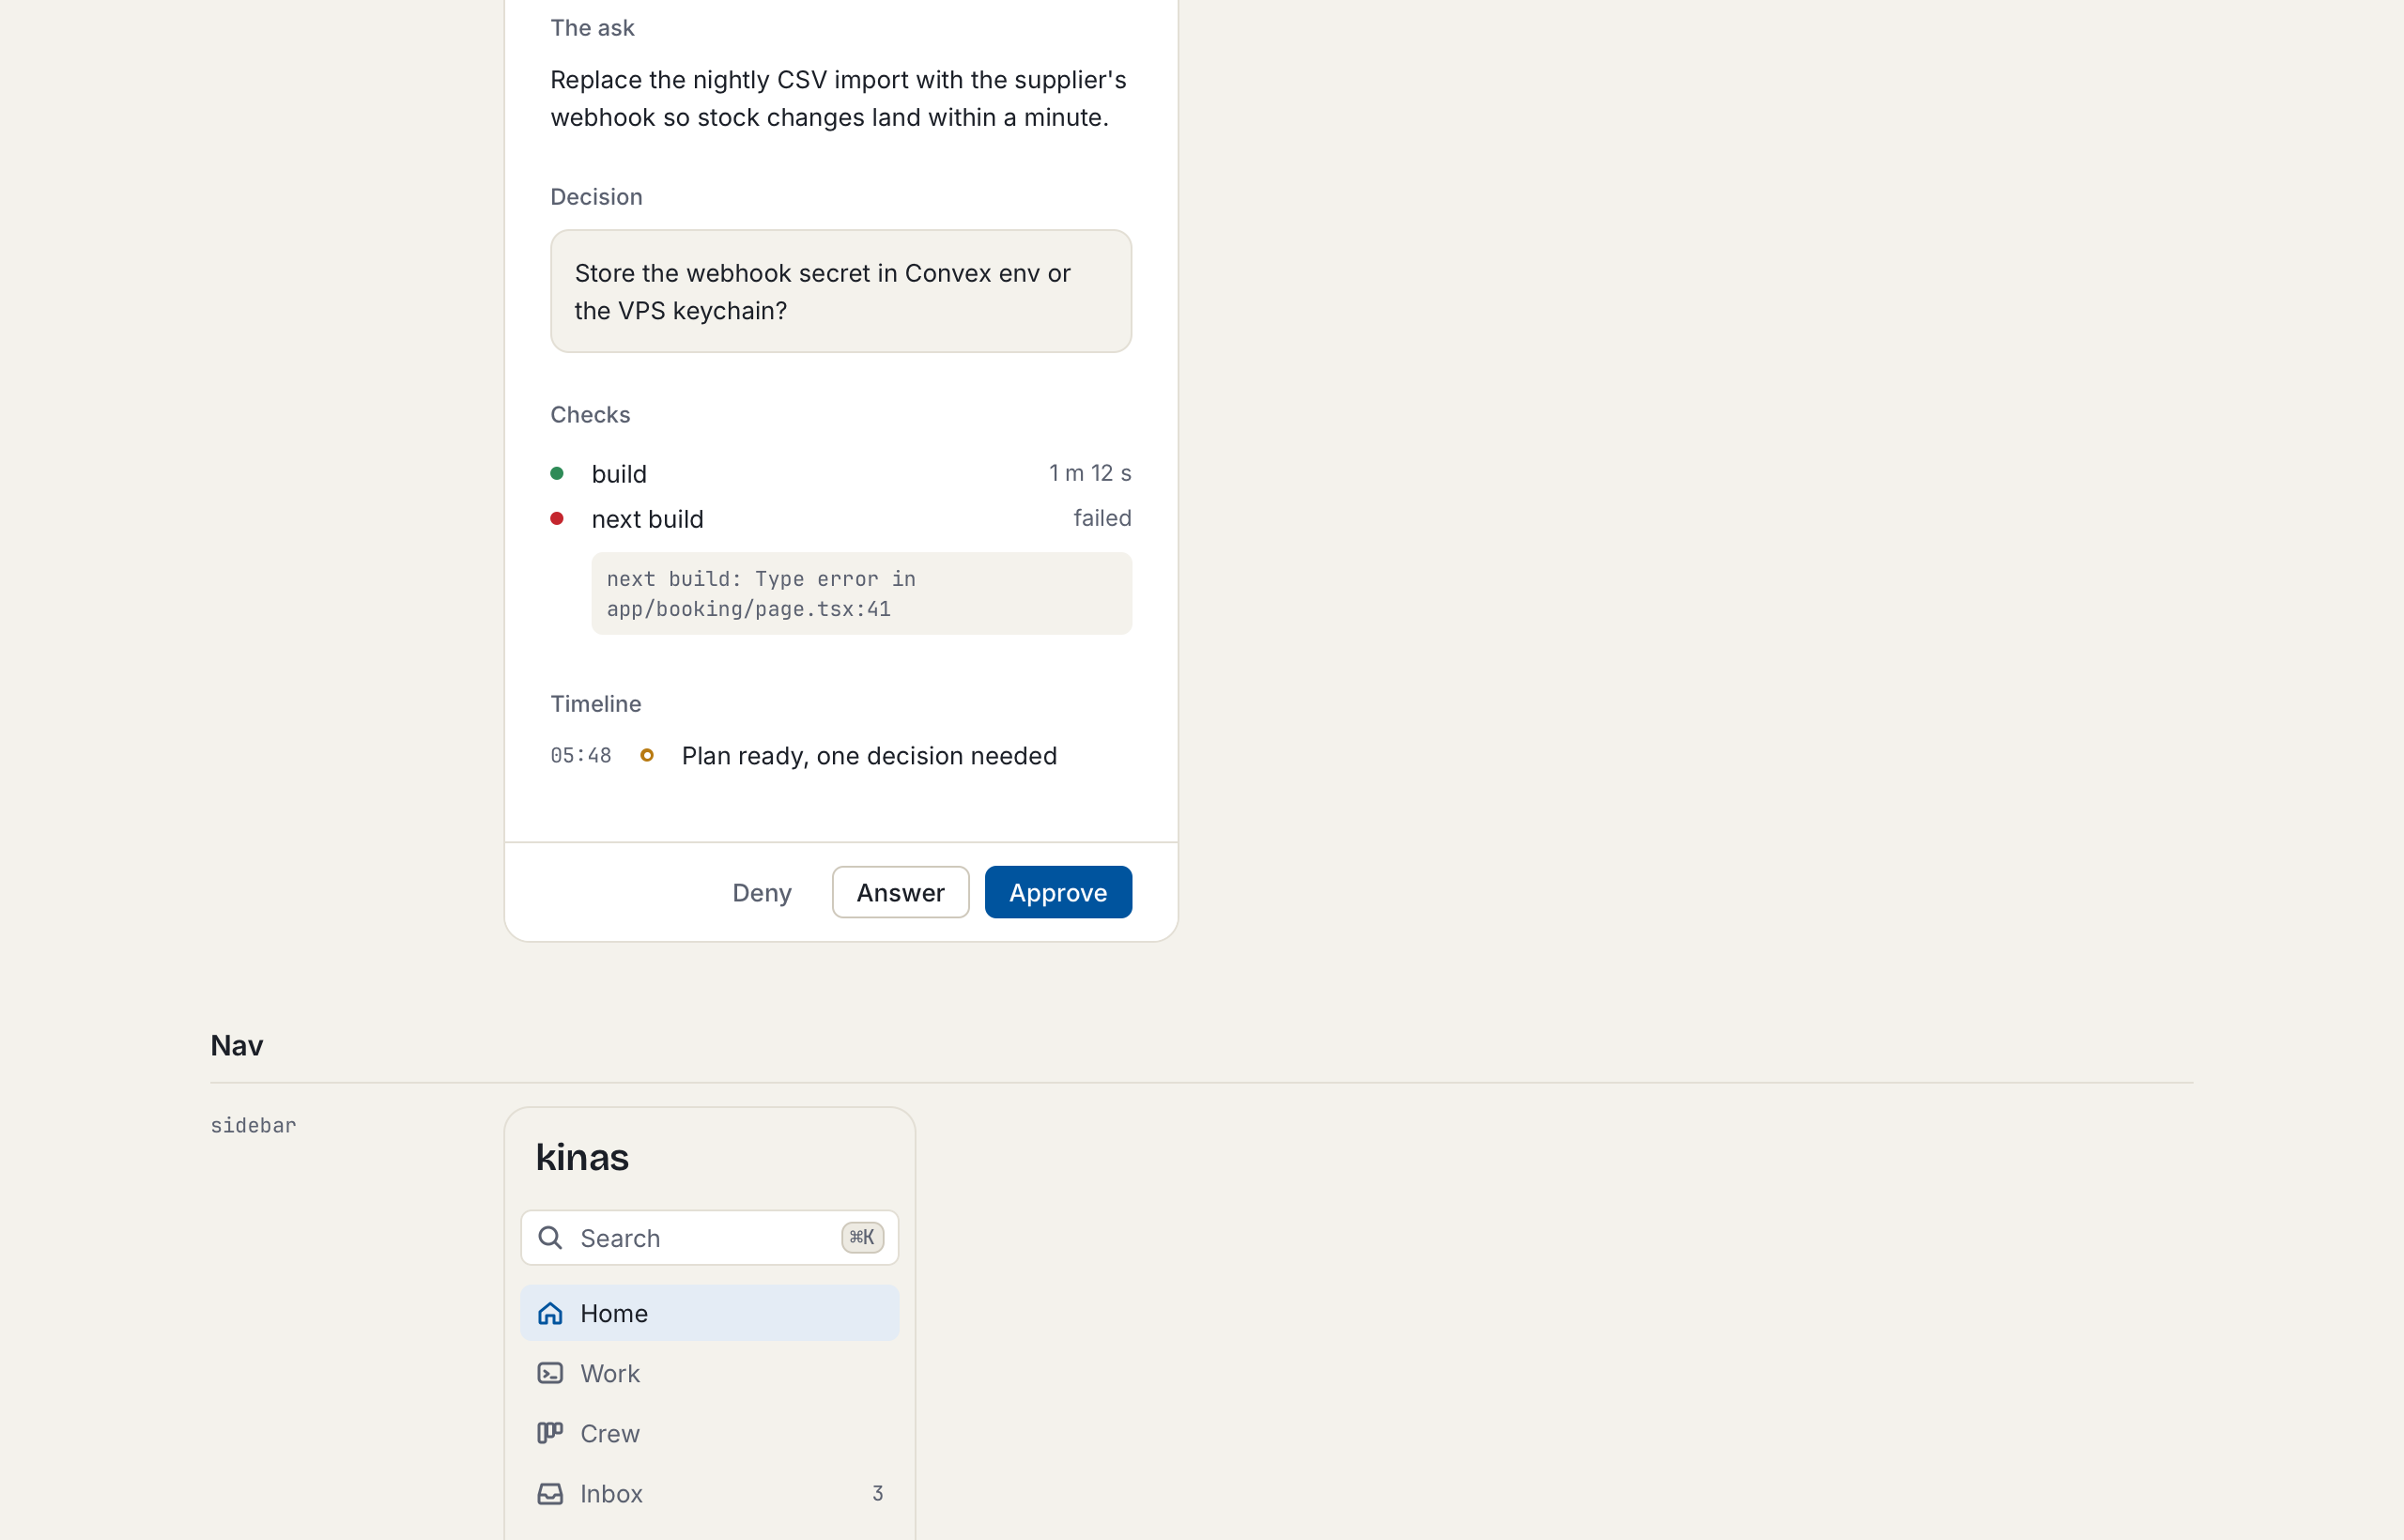 The ask
Replace the nightly CSV import with the supplier's
webhook so stock changes land within a minute.
Decision
Store the webhook secret in Convex env or
the VPS keychain?
Checks
build 1 m 12 s
next build failed
next build: Type error in
app/booking/page.tsx:41
Timeline
05:48 Plan ready, one decision needed
Deny Answer Approve
Nav
sidebar
kinas
Search ⌘K
Home
Work
Crew
Inbox 3